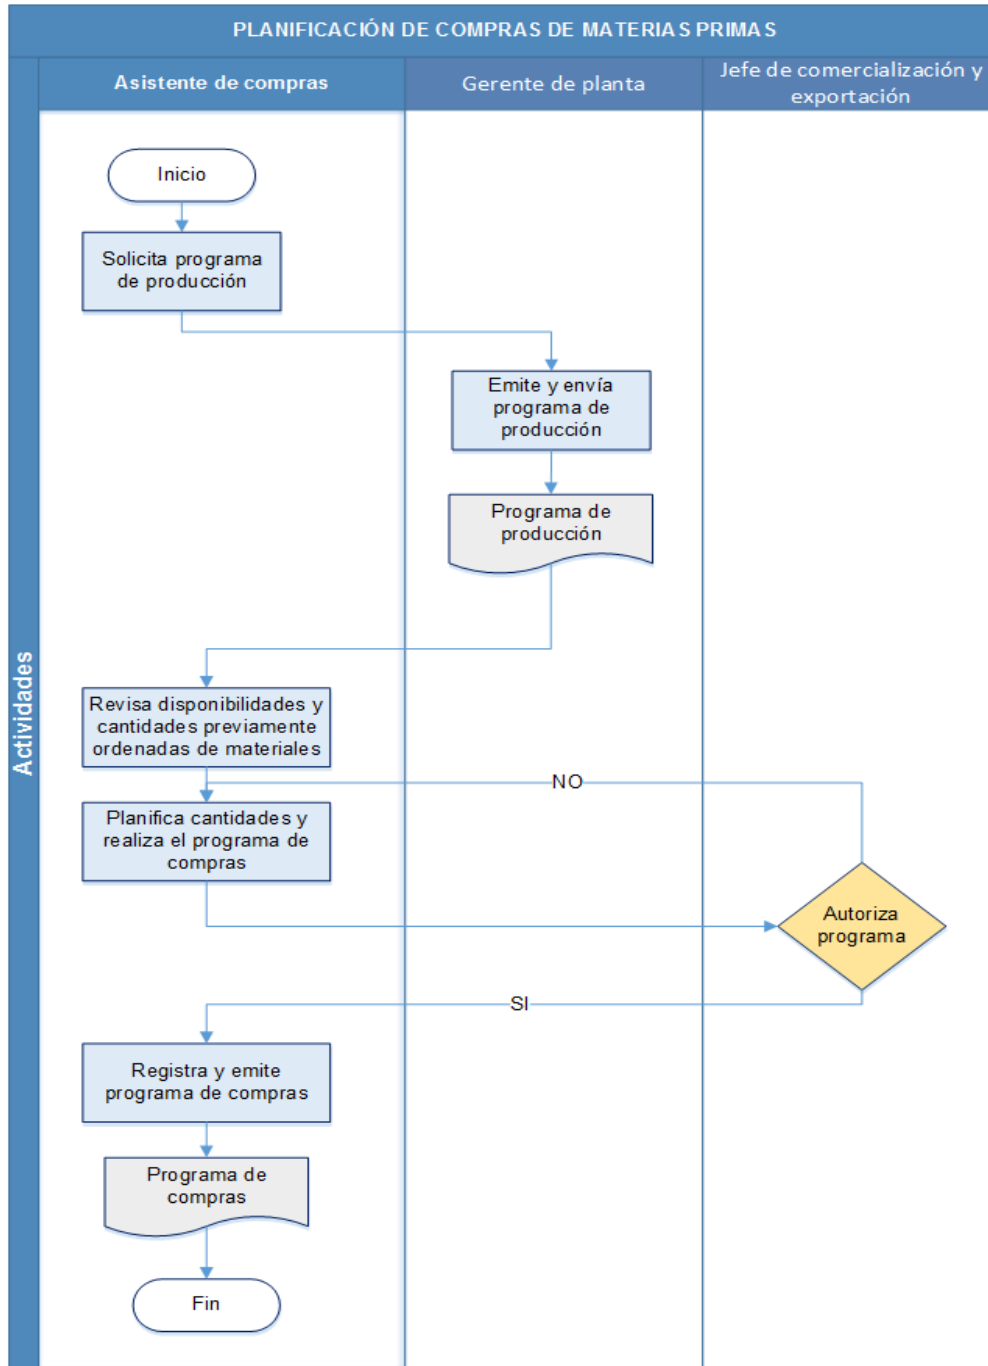 PLANIFICACIÓN DE COMPRAS DE MATERIAS PRIMAS
Asistente de compras
Gerente de planta
Jefe de comercialización y
exportación
Actividades
Inicio
Solicita programa
de producción
Emite y envía
programa de
producción
Programa de
producción
Revisa disponibilidades y
cantidades previamente
ordenadas de materiales
NO
Planifica cantidades y
realiza el programa de
compras
Autoriza
programa
SI
Registra y emite
programa de compras
Programa de
compras
Fin